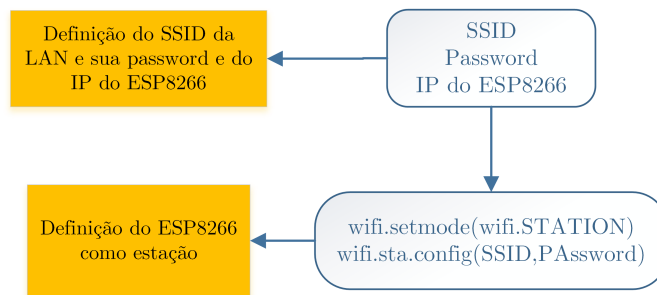 Definição do SSID da
LAN e sua password e do
IP do ESP8266
SSID
Password
IP do ESP8266
Definição do ESP8266
como estação
wifi.setmode(wifi.STATION)
wifi.sta.config(SSID,PAssword)